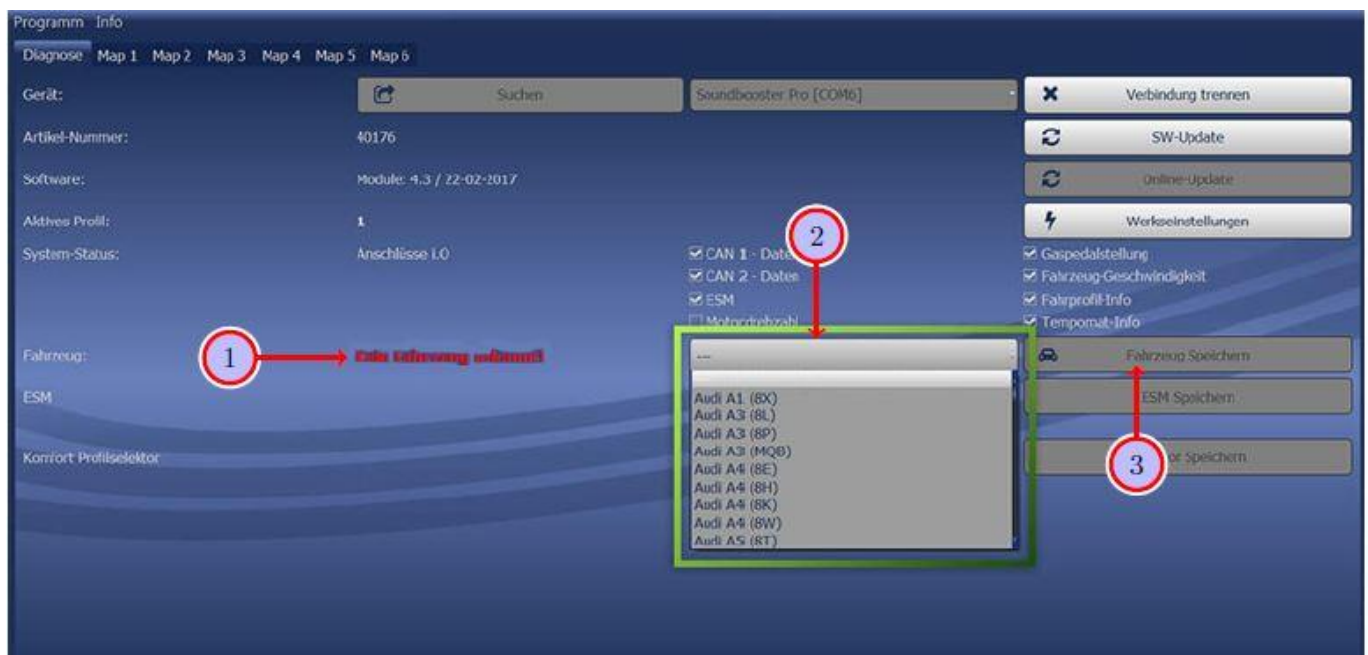 Programm Info
Diagnose Map 1 Map 2 Map 3 Map 4 Map 5 Map 6
Gerät: Suchen Soundbooster Pro [COM6] Verbindung trennen
Artikel-Nummer: 40176 SW-Update
Software: Module: 4.3 / 22-02-2017 Online-Update
Aktives Profil: 1 Werkseinstellungen
2
System-Status: Anschlüsse I.O CAN 1 - Date Gaspedalstellung
CAN 2 - Daten Fahrzeug-Geschwindigkeit
ESM Fahrprofil-Info
Motordrehzahl Tempomat-Info
Fahrzeug: 1 Kein Fahrzeug --- Fahrzeug Speichern
ESM ESM Speichern
Audi A1 (8X)
Audi A3 (8L)
Audi A3 (8P)
Audi A3 (MQB)
Komfort Profilselektor 3 or Speichern
Audi A4 (8E)
Audi A4 (8H)
Audi A4 (8K)
Audi A4 (8W)
Audi A5 (8T)